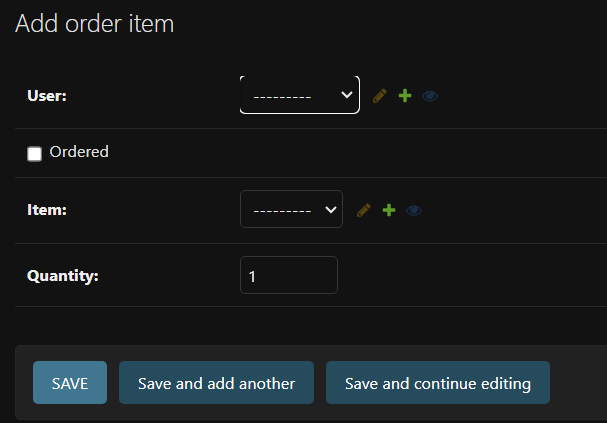 Add order item
User:
---------
Ordered
Item:
---------
Quantity:
1
SAVE
Save and add another
Save and continue editing